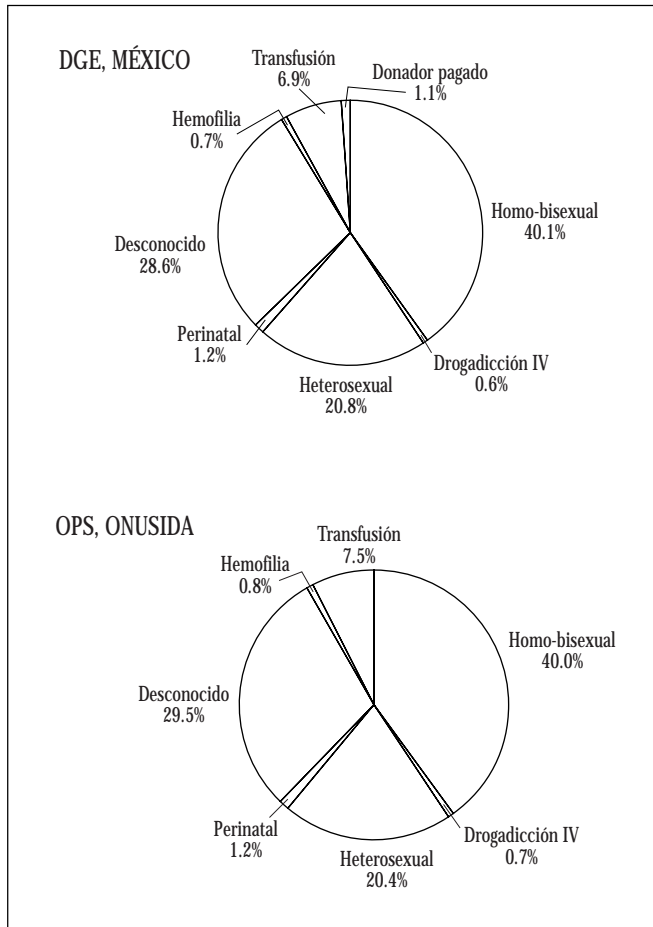 DGE, MÉXICO
Transfusión
6.9%
Donador pagado
1.1%
Hemofilia
0.7%
Homo-bisexual
40.1%
Desconocido
28.6%
Perinatal
1.2%
Drogadicción IV
0.6%
Heterosexual
20.8%
OPS, ONUSIDA
Transfusión
7.5%
Hemofilia
0.8%
Homo-bisexual
40.0%
Desconocido
29.5%
Perinatal
1.2%
Drogadicción IV
0.7%
Heterosexual
20.4%